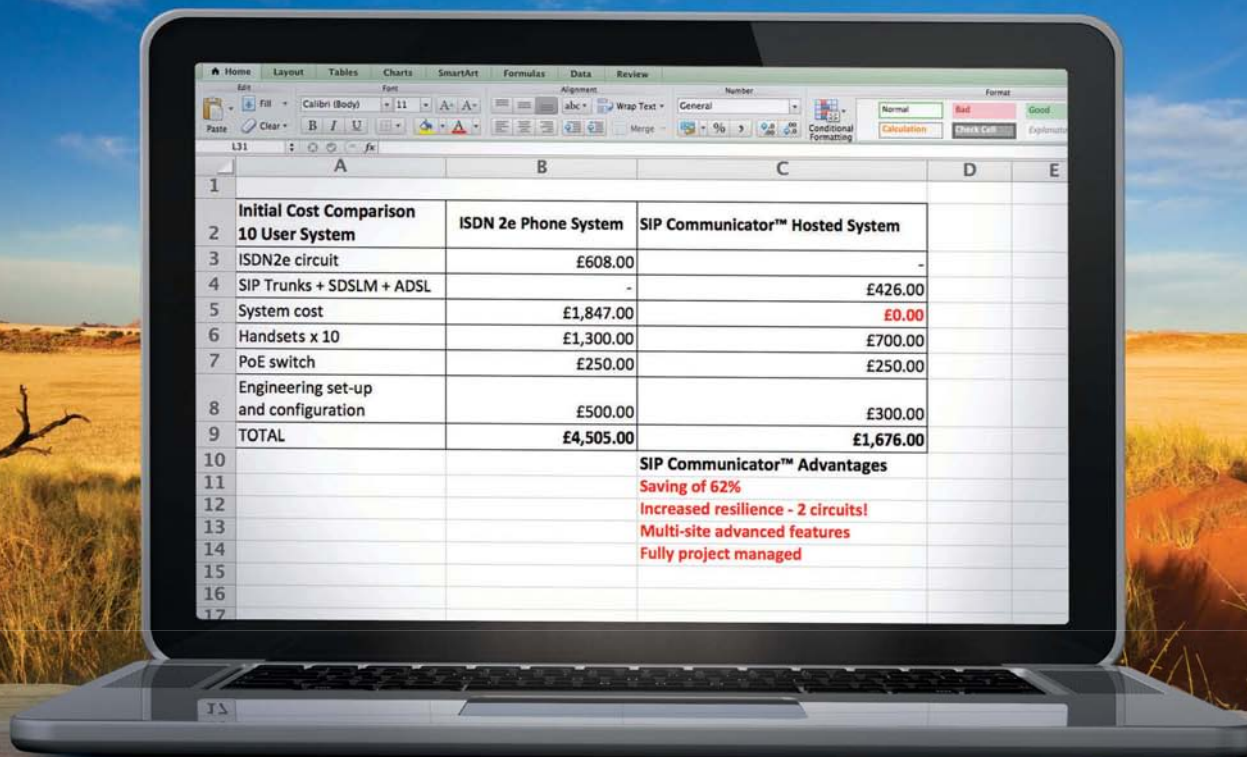 Home Layout Tables Charts SmartArt Formulas Data Review
Edit Font Alignment Number Format
Fill Calibri (Body) 11 A A abc Wrap Text General Normal Bad Good
Paste Clear B I U A Merge % Conditional Formatting Calculation Check Cell
L31 fx
A B C D E
1
Initial Cost Comparison
2 10 User System ISDN 2e Phone System SIP Communicator™ Hosted System
3 ISDN2e circuit £608.00 -
4 SIP Trunks + SDSLM + ADSL - £426.00
5 System cost £1,847.00 £0.00
6 Handsets x 10 £1,300.00 £700.00
7 PoE switch £250.00 £250.00
Engineering set-up
8 and configuration £500.00 £300.00
9 TOTAL £4,505.00 £1,676.00
10 SIP Communicator™ Advantages
11 Saving of 62%
12 Increased resilience - 2 circuits!
13 Multi-site advanced features
14 Fully project managed
15
16
17